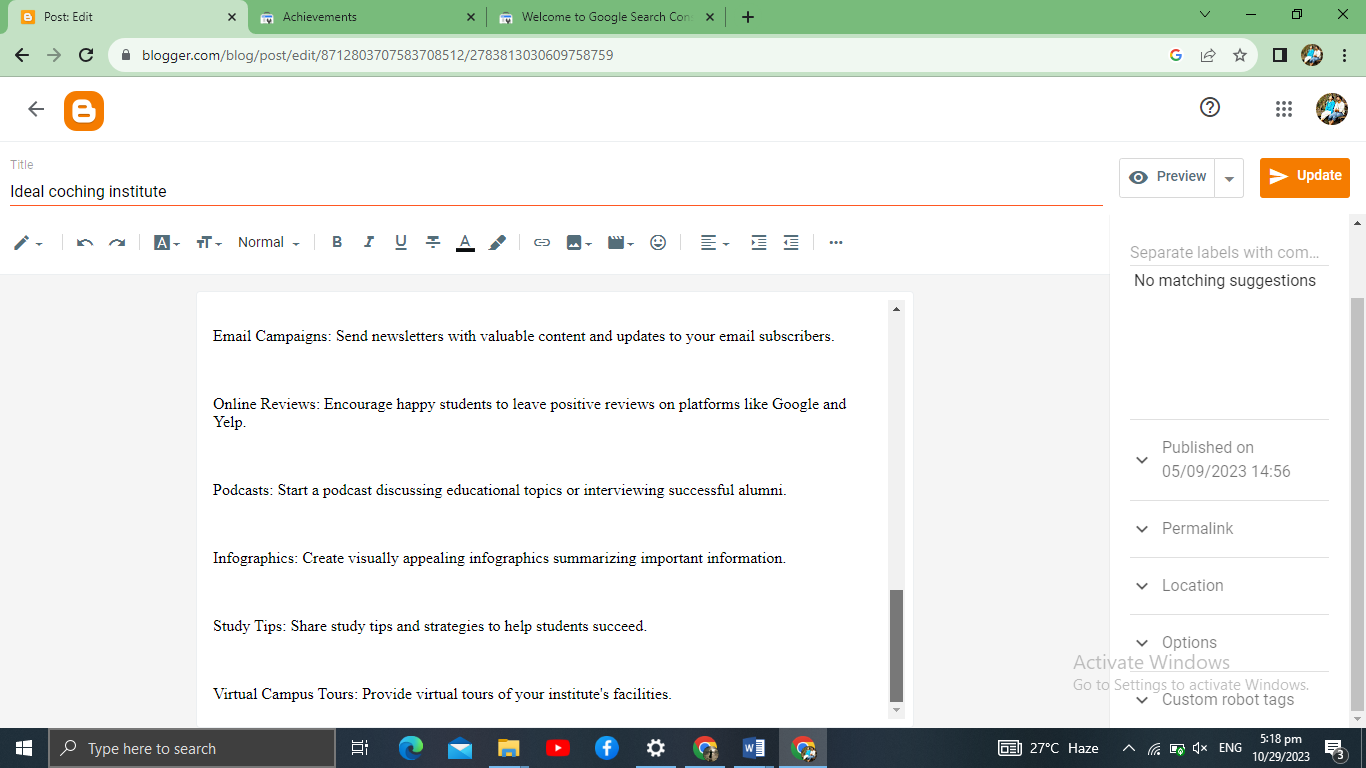 Post: Edit
Achievements
Welcome to Google Search Con
blogger.com/blog/post/edit/8712803707583708512/2783813030609758759
Title
Ideal coching institute
Preview
Update
Normal
Separate labels with com...
No matching suggestions
Email Campaigns: Send newsletters with valuable content and updates to your email subscribers.
Online Reviews: Encourage happy students to leave positive reviews on platforms like Google and
Yelp.
Podcasts: Start a podcast discussing educational topics or interviewing successful alumni.
Infographics: Create visually appealing infographics summarizing important information.
Study Tips: Share study tips and strategies to help students succeed.
Virtual Campus Tours: Provide virtual tours of your institute's facilities.
Published on
05/09/2023 14:56
Permalink
Location
Options
Activate Windows
Go to Settings to activate Windows.
Custom robot tags
Type here to search
27°C Haze
ENG
5:18 pm
10/29/2023
3